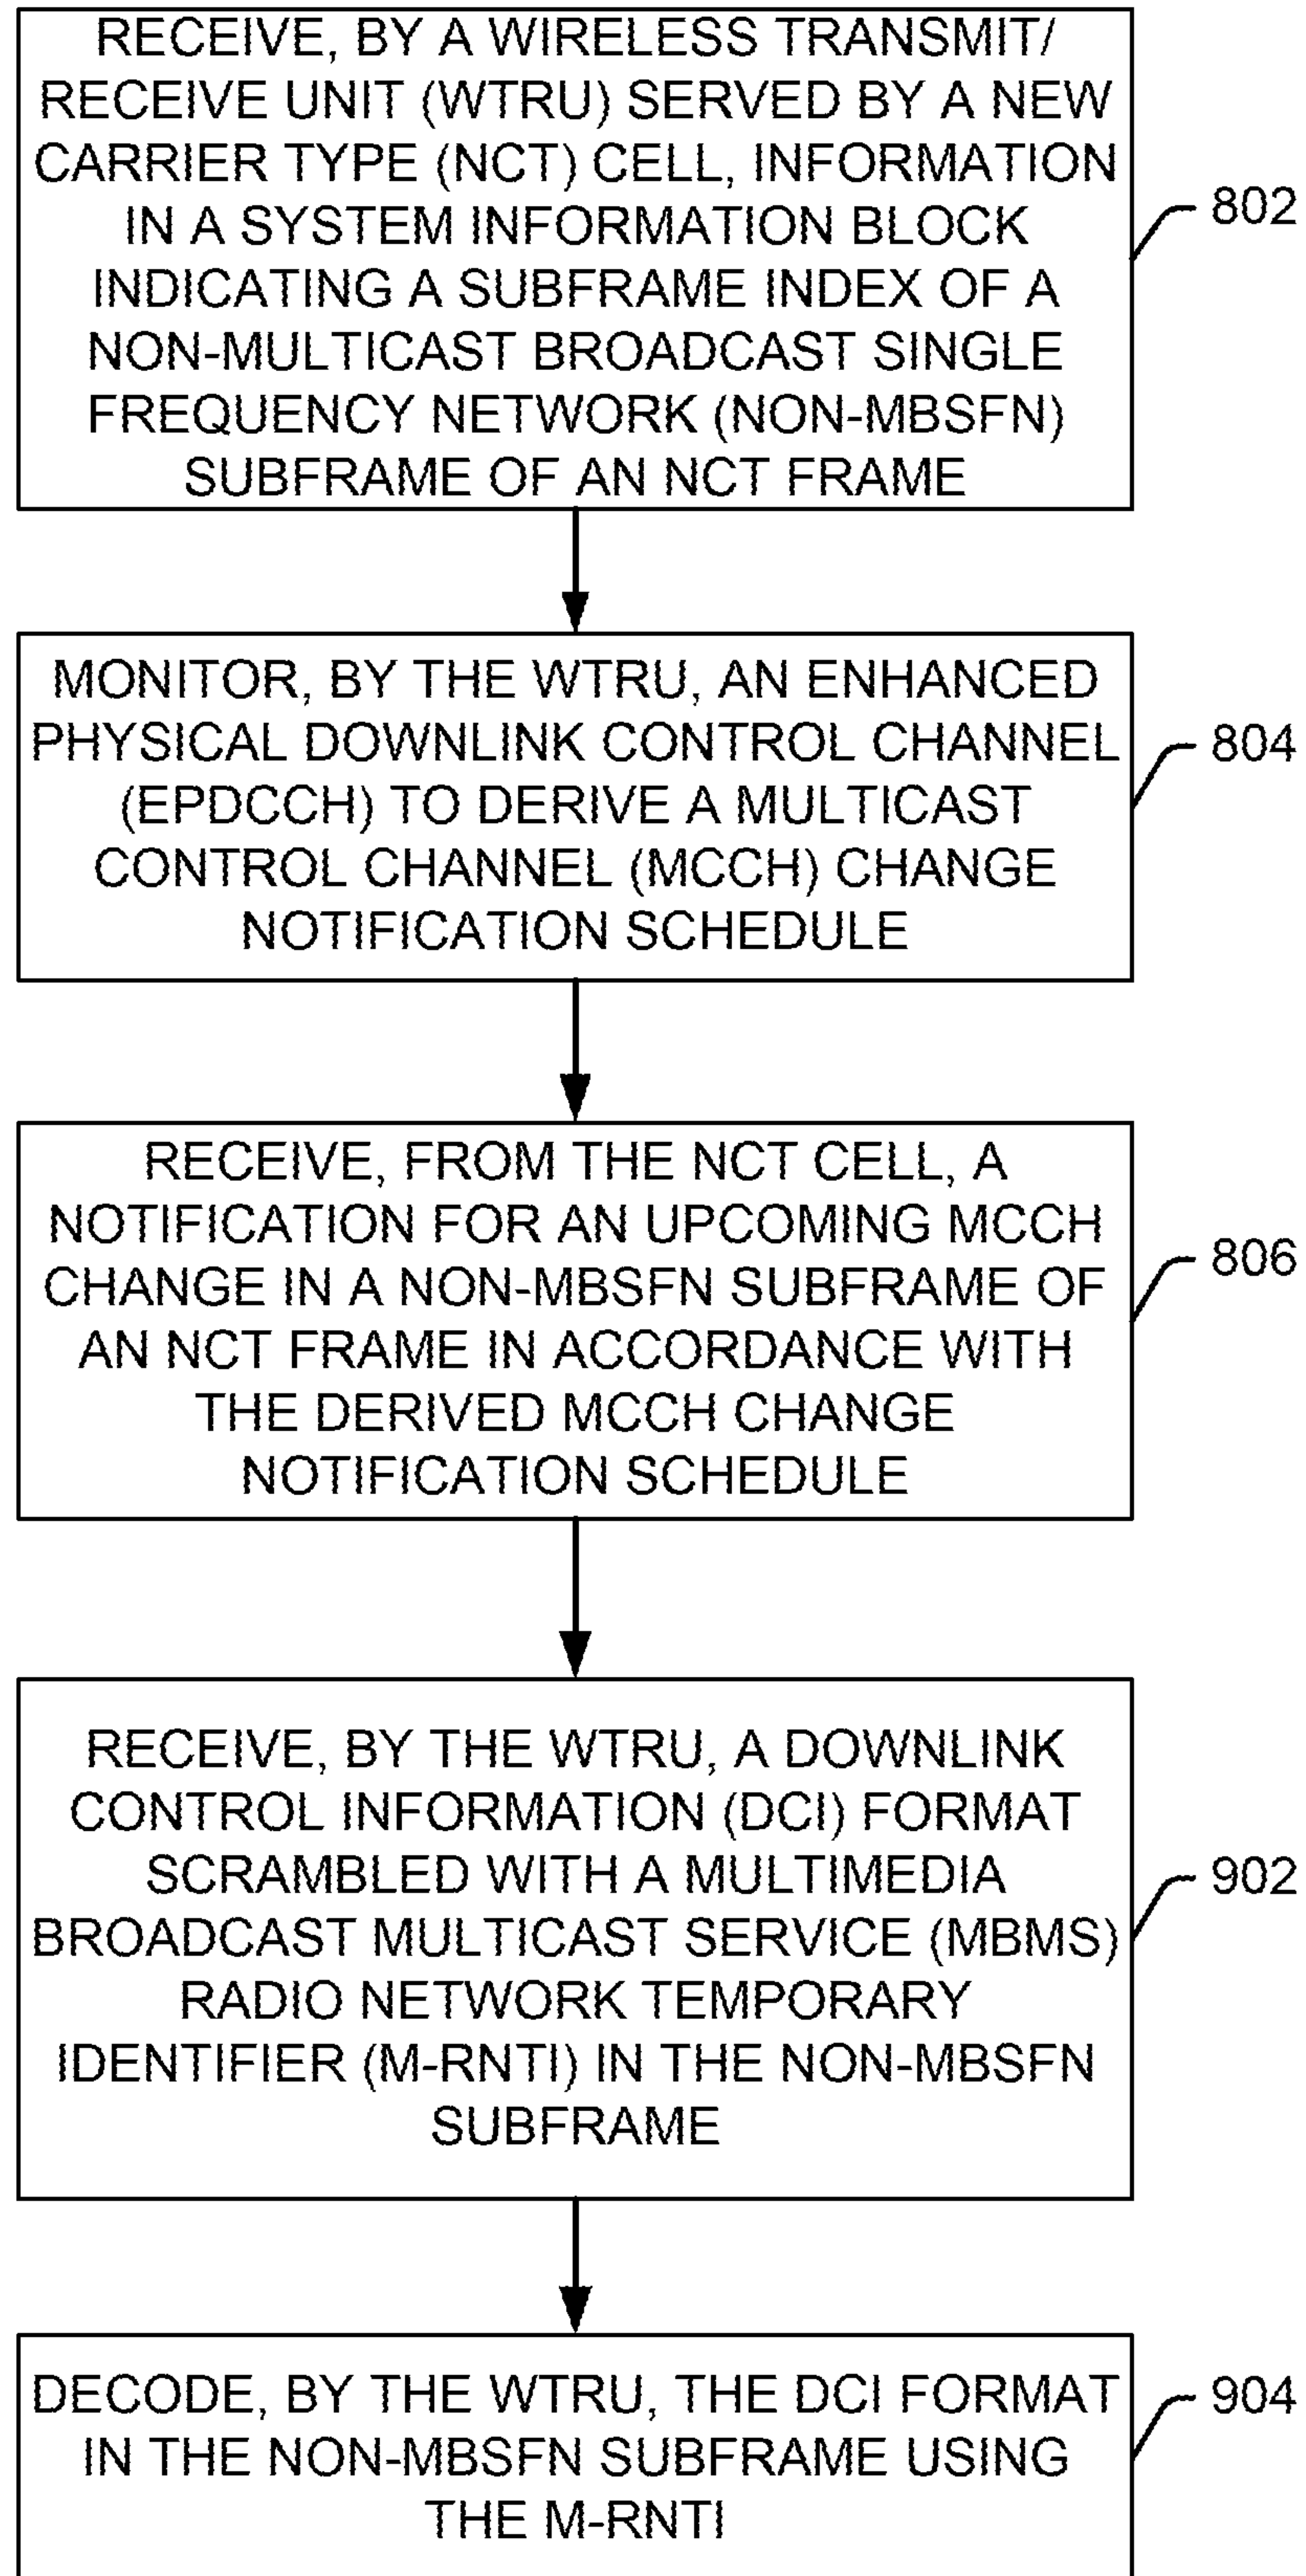 RECEIVE, BY A WIRELESS TRANSMIT/
RECEIVE UNIT (WTRU) SERVED BY A NEW
CARRIER TYPE (NCT) CELL, INFORMATION
IN A SYSTEM INFORMATION BLOCK
INDICATING A SUBFRAME INDEX OF A
NON-MULTICAST BROADCAST SINGLE
FREQUENCY NETWORK (NON-MBSFN)
SUBFRAME OF AN NCT FRAME
802
MONITOR, BY THE WTRU, AN ENHANCED
PHYSICAL DOWNLINK CONTROL CHANNEL
(EPDCCH) TO DERIVE A MULTICAST
CONTROL CHANNEL (MCCH) CHANGE
NOTIFICATION SCHEDULE
804
RECEIVE, FROM THE NCT CELL, A
NOTIFICATION FOR AN UPCOMING MCCH
CHANGE IN A NON-MBSFN SUBFRAME OF
AN NCT FRAME IN ACCORDANCE WITH
THE DERIVED MCCH CHANGE
NOTIFICATION SCHEDULE
806
RECEIVE, BY THE WTRU, A DOWNLINK
CONTROL INFORMATION (DCI) FORMAT
SCRAMBLED WITH A MULTIMEDIA
BROADCAST MULTICAST SERVICE (MBMS)
RADIO NETWORK TEMPORARY
IDENTIFIER (M-RNTI) IN THE NON-MBSFN
SUBFRAME
902
DECODE, BY THE WTRU, THE DCI FORMAT
IN THE NON-MBSFN SUBFRAME USING
THE M-RNTI
904